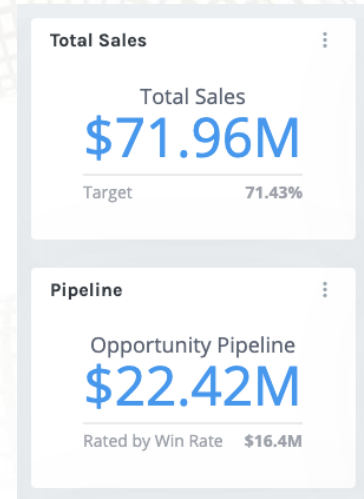 Total Sales
Total Sales
$71.96M
Target 71.43%
Pipeline
Opportunity Pipeline
$22.42M
Rated by Win Rate $16.4M